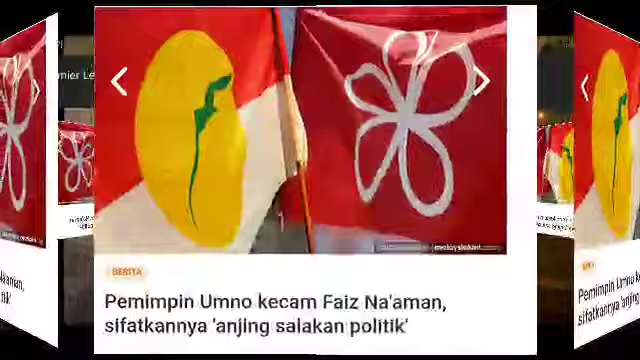 BERITA
Pemimpin Umno kecam Faiz Na'aman,
sifatkannya 'anjing salakan politik'